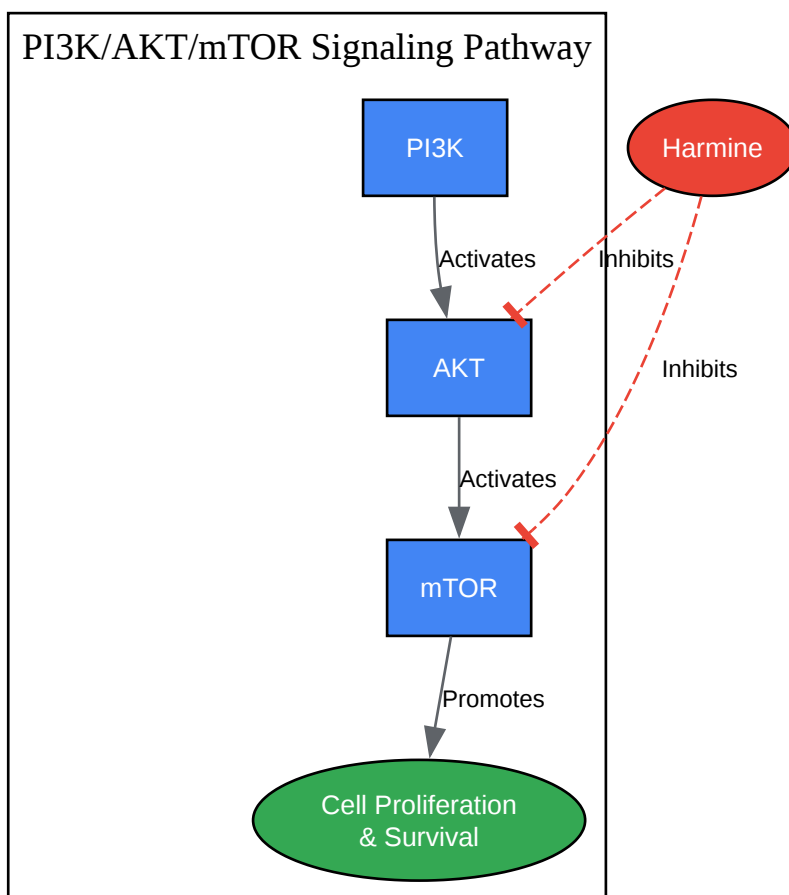 PI3K/AKT/mTOR Signaling Pathway
PI3K
Harmine
Activates
Inhibits
AKT
Inhibits
Activates
mTOR
Promotes
Cell Proliferation
& Survival